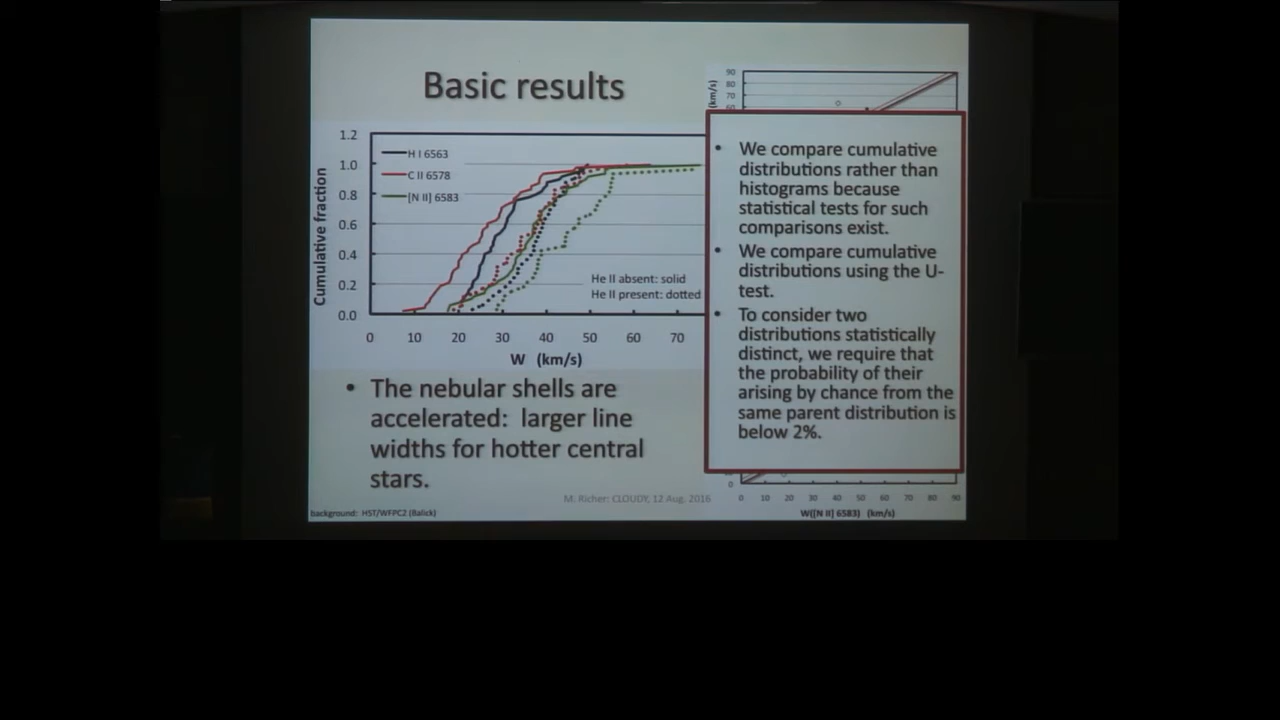 Basic results
1.2
1.0
0.8
0.6
0.4
0.2
0.0
Cumulative fraction
H I 6563
C II 6578
[N II] 6583
He II absent: solid
He II present: dotted
0 10 20 30 40 50 60 70
W (km/s)
• The nebular shells are
accelerated: larger line
widths for hotter central
stars.
M. Richer: CLOUDY, 12 Aug. 2016
background: HST/WFPC2 (Balick)
90
80
70
60
(km/s)
• We compare cumulative
distributions rather than
histograms because
statistical tests for such
comparisons exist.
• We compare cumulative
distributions using the U-
test.
• To consider two
distributions statistically
distinct, we require that
the probability of their
arising by chance from the
same parent distribution is
below 2%.
0
0 10 20 30 40 50 60 70 80 90
W([N II] 6583) (km/s)